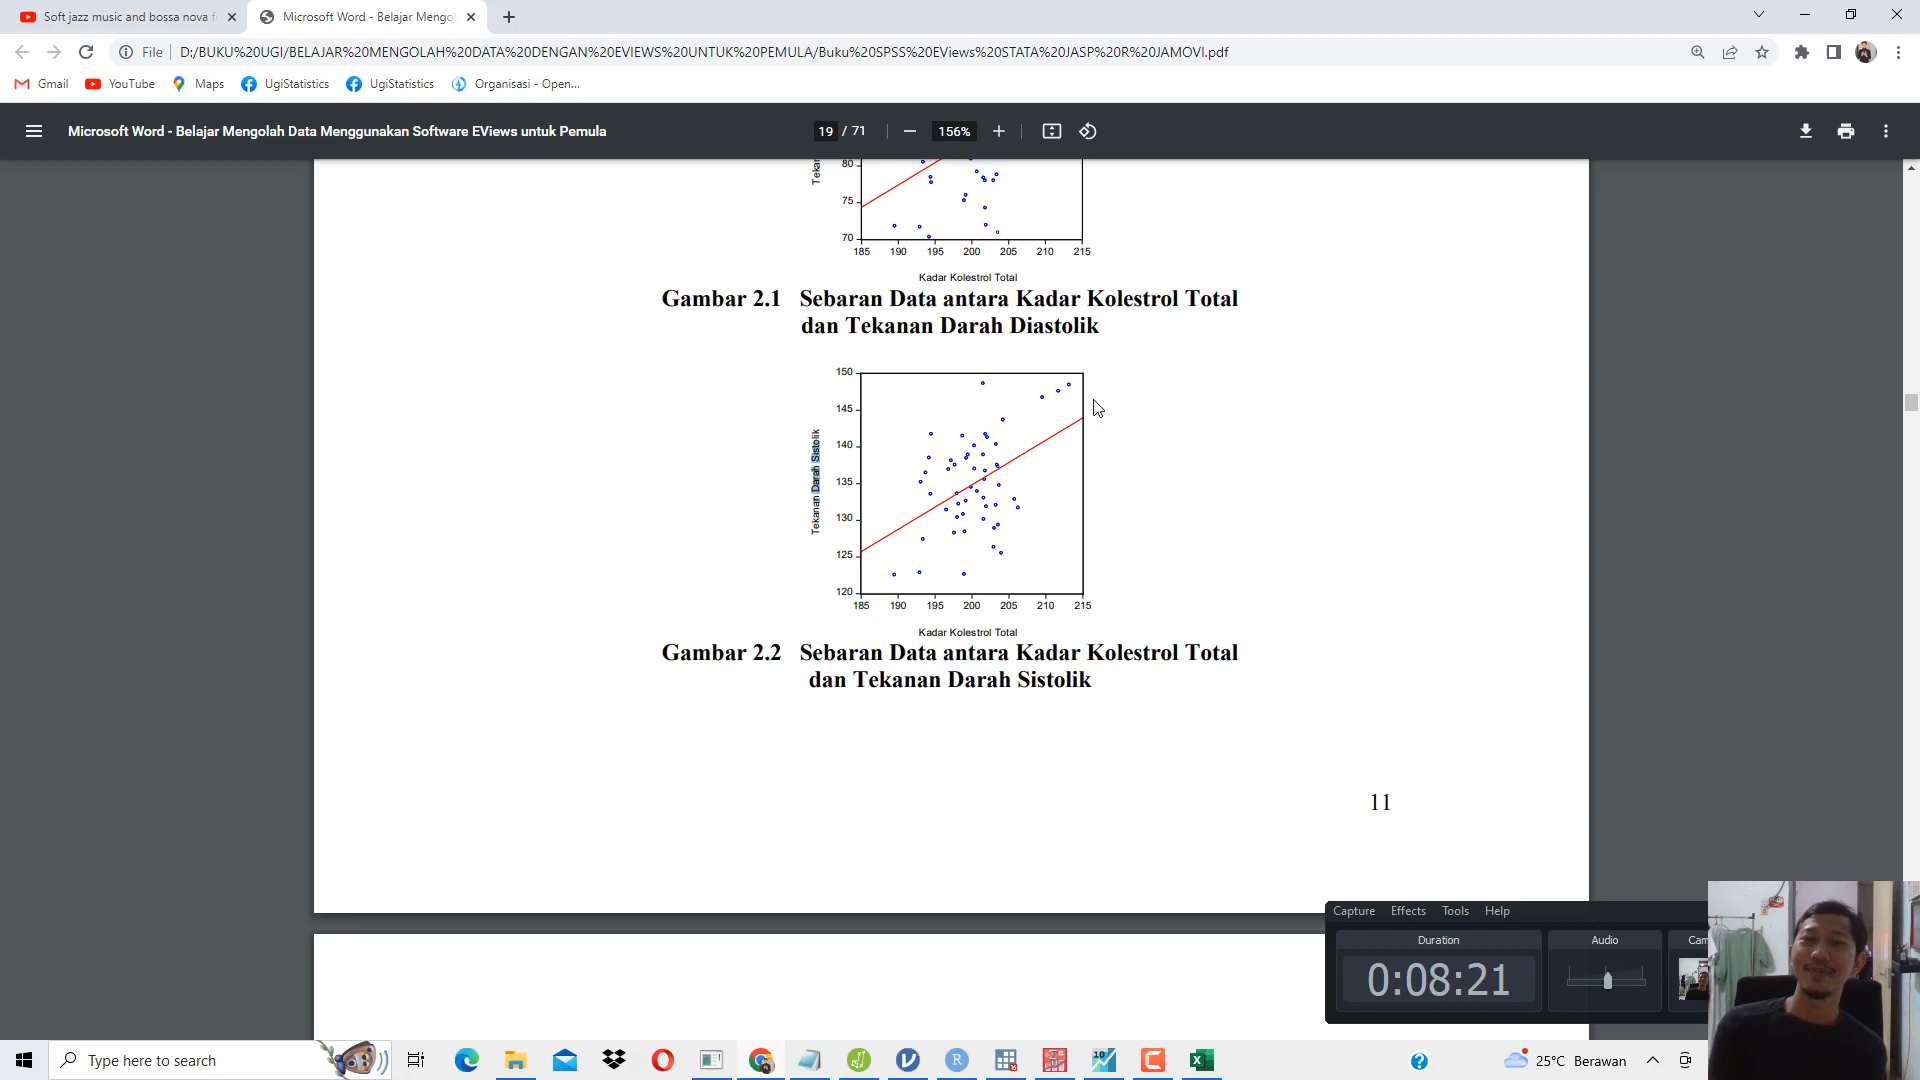 Soft jazz music and bossa nova f
Microsoft Word - Belajar Mengol
File
D:/BUKU%20UGI/BELAJAR%20MENGOLAH%20DATA%20DENGAN%20EVIEWS%20UNTUK%20PEMULA/Buku%20SPSS%20EViews%20STATA%20JASP%20R%20JAMOVI.pdf
Gmail
YouTube
Maps
UgiStatistics
UgiStatistics
Organisasi - Open...
Microsoft Word - Belajar Mengolah Data Menggunakan Software EViews untuk Pemula
19 / 71
156%
Tekan
80
75
70
185 190 195 200 205 210 215
Kadar Kolestrol Total
Gambar 2.1 Sebaran Data antara Kadar Kolestrol Total
dan Tekanan Darah Diastolik
150
145
140
135
130
125
120
Tekanan Darah Sistolik
185 190 195 200 205 210 215
Kadar Kolestrol Total
Gambar 2.2 Sebaran Data antara Kadar Kolestrol Total
dan Tekanan Darah Sistolik
11
Capture Effects Tools Help
Duration
Audio
Cam
0:08:21
Type here to search
25°C Berawan